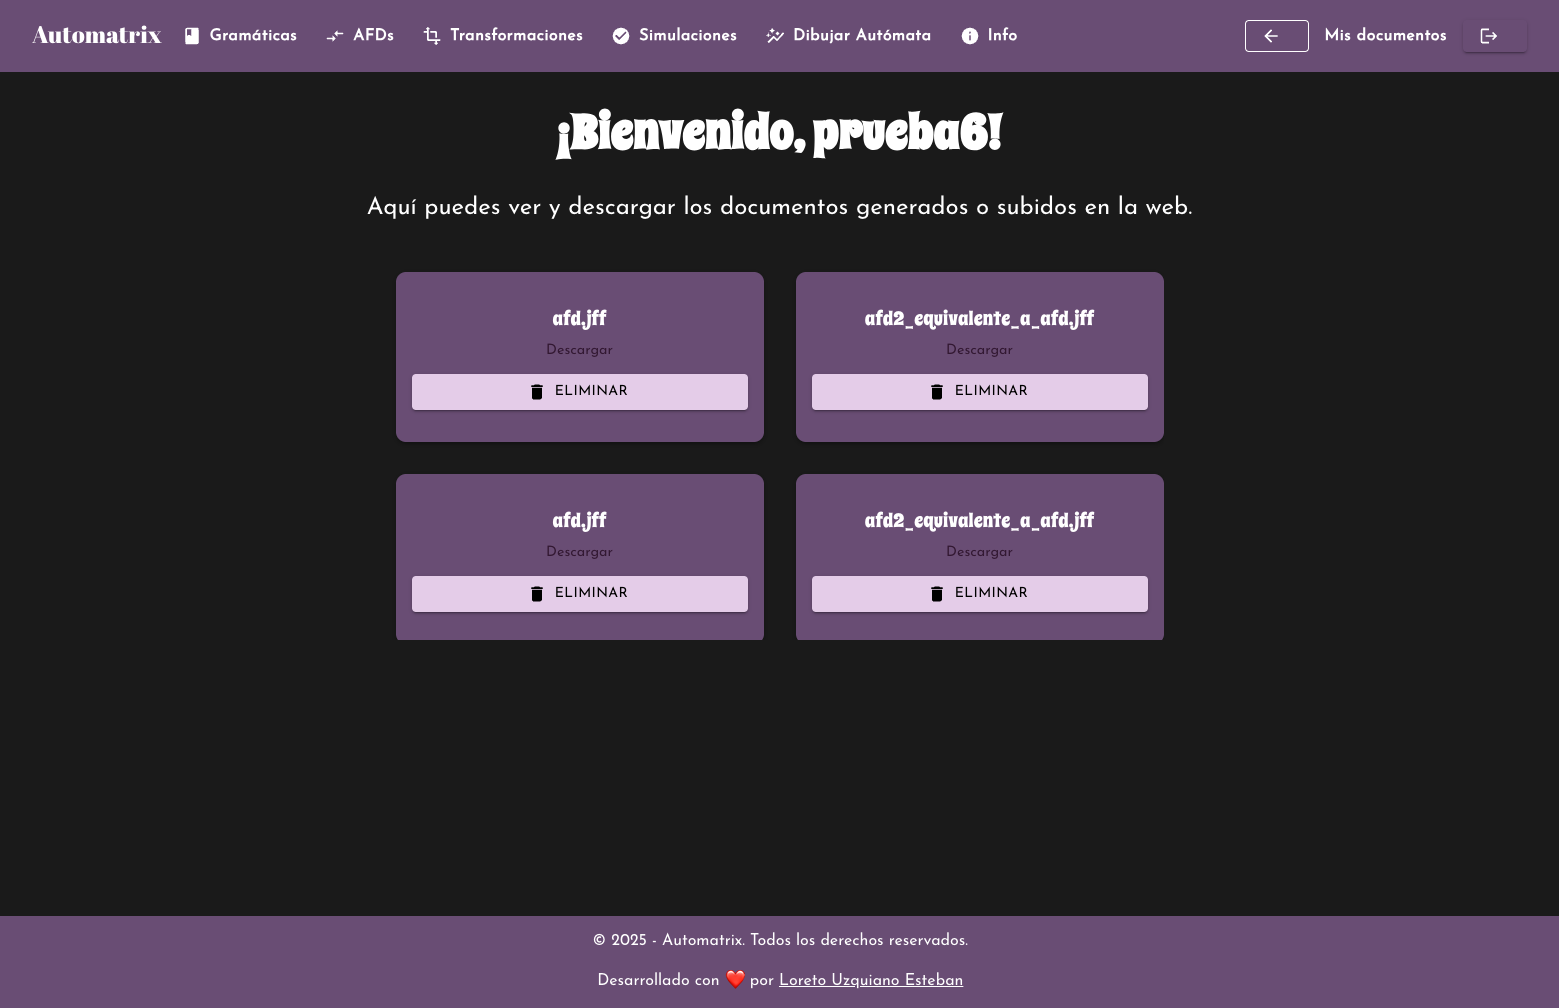 Automatrix Gramáticas AFDs Transformaciones Simulaciones Dibujar Autómata Info Mis documentos
¡Bienvenido, prueba6!
Aquí puedes ver y descargar los documentos generados o subidos en la web.
afd.jff
Descargar
ELIMINAR
afd2_equivalente_a_afd.jff
Descargar
ELIMINAR
afd.jff
Descargar
ELIMINAR
afd2_equivalente_a_afd.jff
Descargar
ELIMINAR
© 2025 - Automatrix. Todos los derechos reservados.
Desarrollado con ❤️ por Loreto Uzquiano Esteban